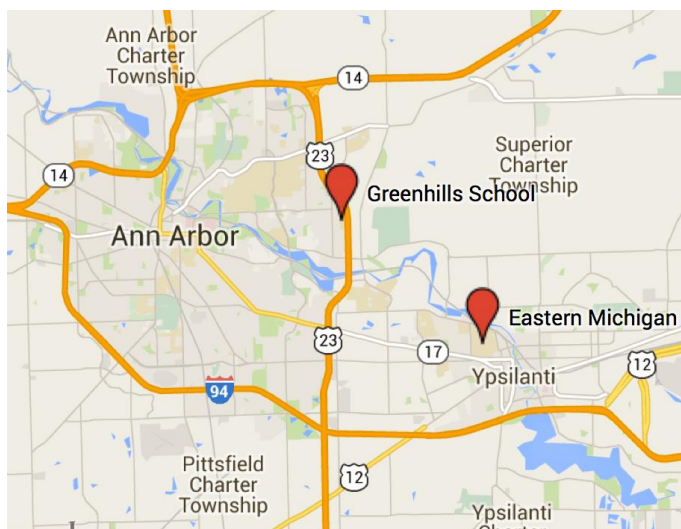 Ann Arbor
Charter
Township
14
23
Superior
Charter
Township
14
Greenhills School
Ann Arbor
Eastern Michigan
23
17
12
Ypsilanti
94
Pittsfield
Charter
Township
12
Ypsilanti